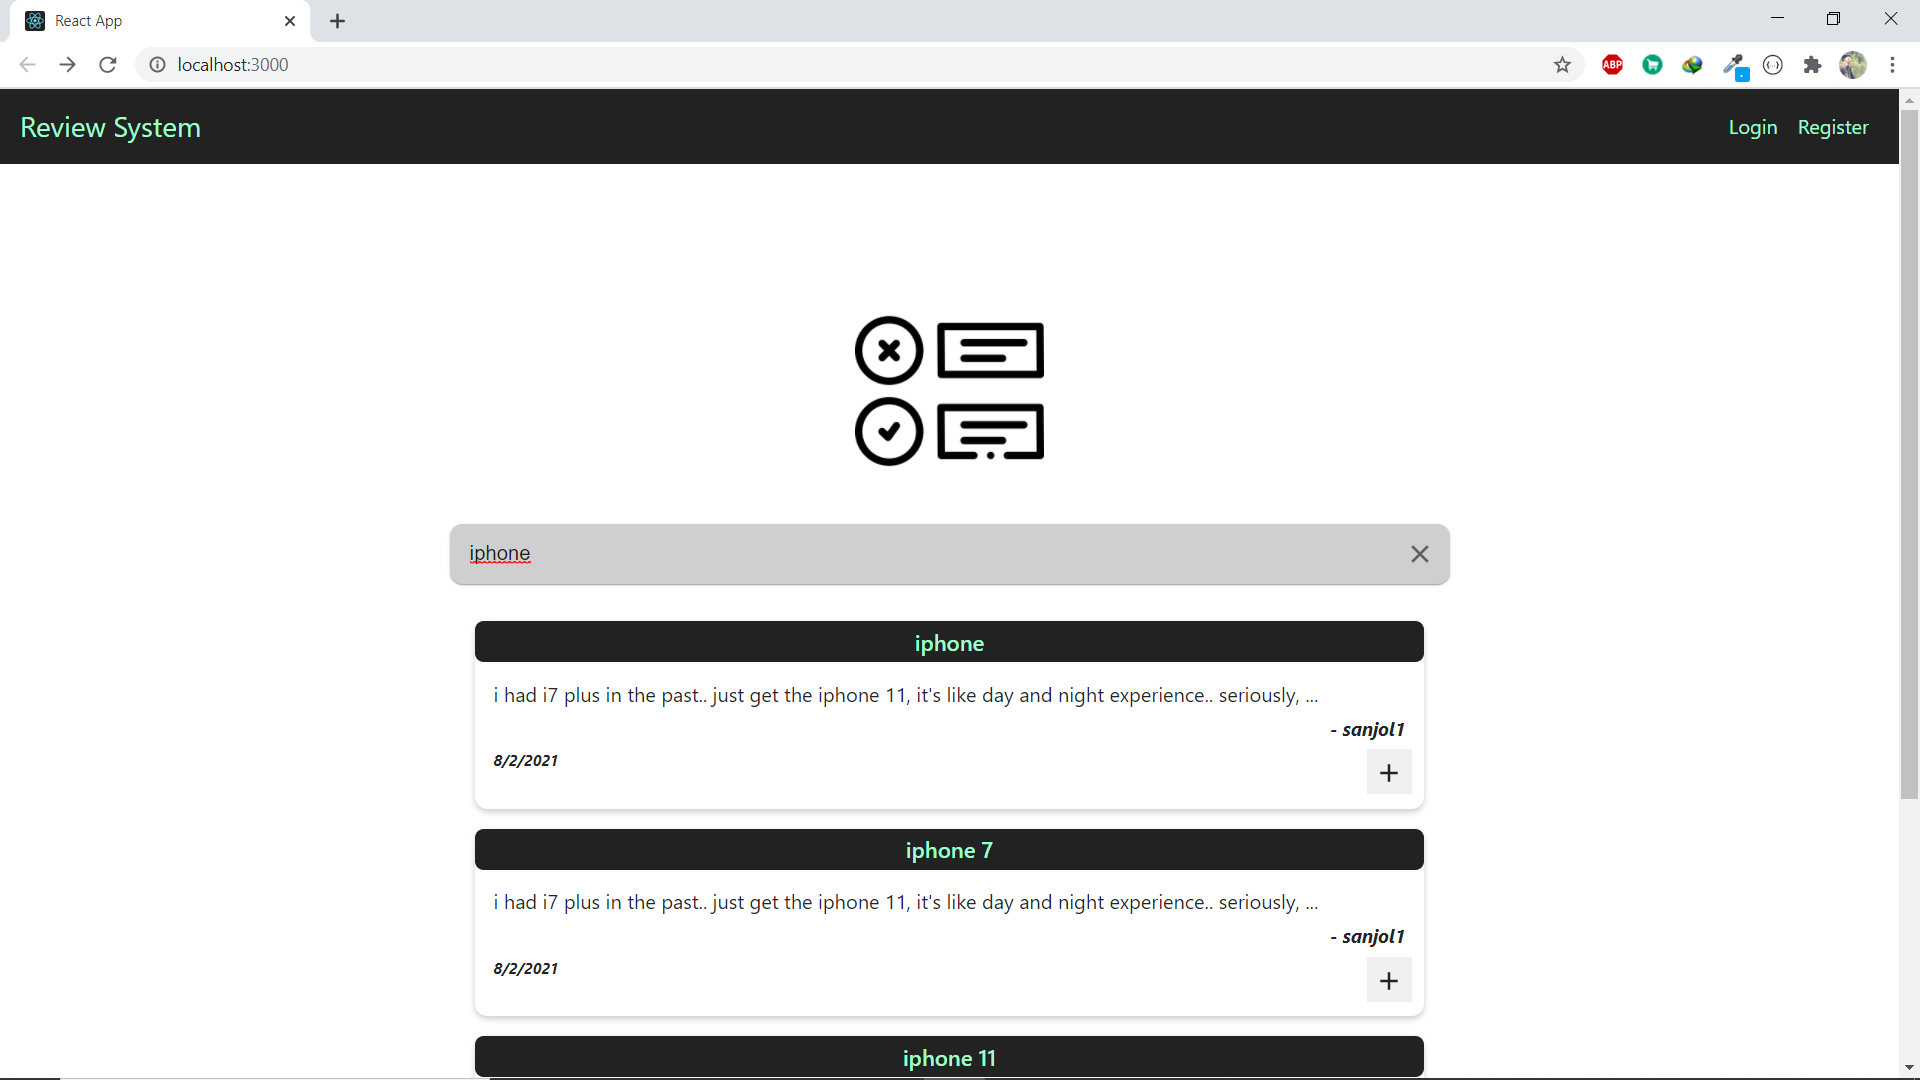 React App
localhost:3000
ABP
Review System
Login
Register
iphone
iphone
i had i7 plus in the past.. just get the iphone 11, it's like day and night experience.. seriously, ...
- sanjol1
8/2/2021
+
iphone 7
i had i7 plus in the past.. just get the iphone 11, it's like day and night experience.. seriously, ...
- sanjol1
8/2/2021
+
iphone 11